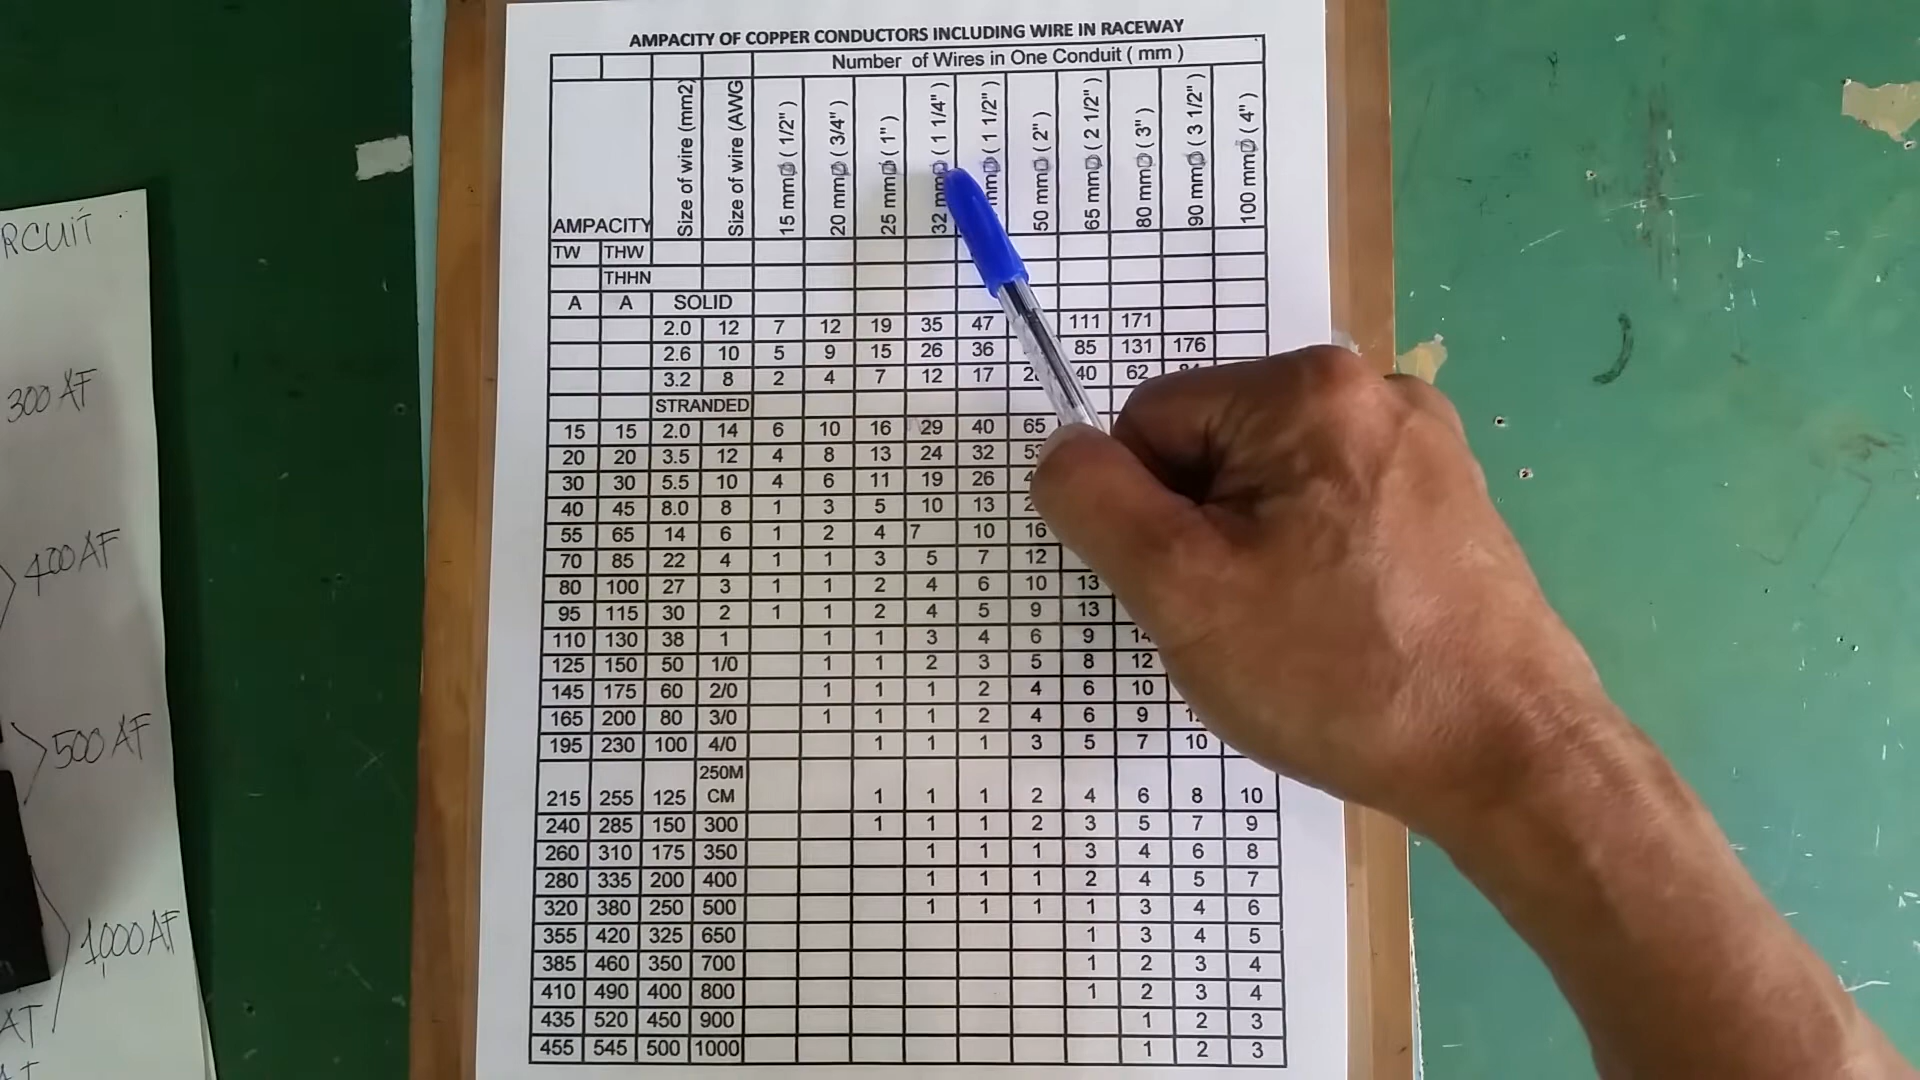 AMPACITY OF COPPER CONDUCTORS INCLUDING WIRE IN RACEWAY
Number of Wires in One Conduit ( mm )
AMPACITY Size of wire (mm2) Size of wire (AWG 15 mmØ ( 1/2" ) 20 mmØ ( 3/4" ) 25 mmØ ( 1" ) 32 mmØ ( 1 1/4" ) mmØ ( 1 1/2" ) 50 mmØ ( 2" ) 65 mmØ ( 2 1/2" ) 80 mmØ ( 3" ) 90 mmØ ( 3 1/2" ) 100 mmØ ( 4" )
TW THW
THHN
A A SOLID
2.0 12 7 12 19 35 47 111 171
2.6 10 5 9 15 26 36 85 131 176
3.2 8 2 4 7 12 17 40 62
STRANDED
15 15 2.0 14 6 10 16 29 40 65
20 20 3.5 12 4 8 13 24 32
30 30 5.5 10 4 6 11 19 26
40 45 8.0 8 1 3 5 10 13
55 65 14 6 1 2 4 7 10 16
70 85 22 4 1 1 3 5 7 12
80 100 27 3 1 1 2 4 6 10 13
95 115 30 2 1 1 2 4 5 9 13
110 130 38 1 1 1 3 4 6 9 14
125 150 50 1/0 1 1 2 3 5 8 12
145 175 60 2/0 1 1 1 2 4 6 10
165 200 80 3/0 1 1 1 2 4 6 9
195 230 100 4/0 1 1 1 3 5 7 10
250M
215 255 125 CM 1 1 1 2 4 6 8 10
240 285 150 300 1 1 1 2 3 5 7 9
260 310 175 350 1 1 1 3 4 6 8
280 335 200 400 1 1 1 2 4 5 7
320 380 250 500 1 1 1 1 3 4 6
355 420 325 650 1 3 4 5
385 460 350 700 1 2 3 4
410 490 400 800 1 2 3 4
435 520 450 900 1 2 3
455 545 500 1000 1 2 3
RCUIT
300 AF
400 AF
500 AF
1000 AF
AT